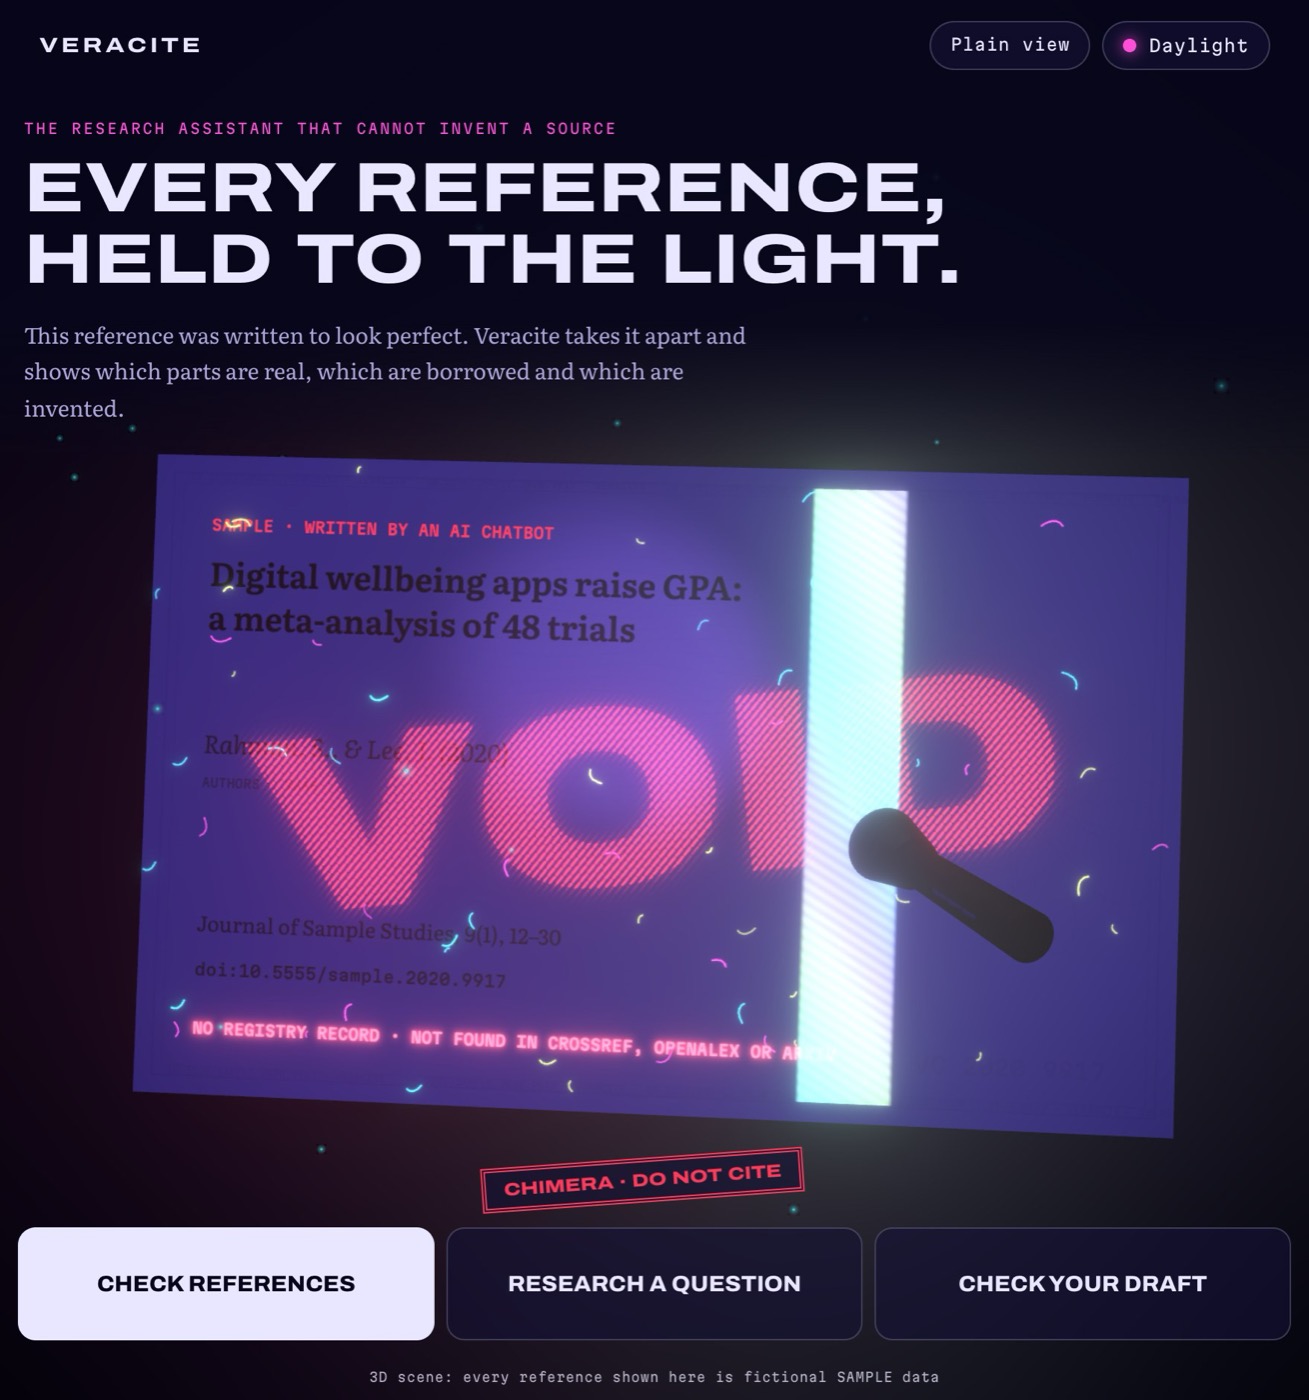 VERACITE
Plain view
Daylight
THE RESEARCH ASSISTANT THAT CANNOT INVENT A SOURCE
EVERY REFERENCE,
HELD TO THE LIGHT.
This reference was written to look perfect. Veracite takes it apart and
shows which parts are real, which are borrowed and which are
invented.
SAMPLE · WRITTEN BY AN AI CHATBOT
Digital wellbeing apps raise GPA:
a meta-analysis of 48 trials
VOID
& Lee, T. (2020)
AUTHORS
Journal of Sample Studies, 9(1), 12–30
doi:10.5555/sample.2020.9917
NO REGISTRY RECORD · NOT FOUND IN CROSSREF, OPENALEX OR
CHIMERA · DO NOT CITE
CHECK REFERENCES
RESEARCH A QUESTION
CHECK YOUR DRAFT
3D scene: every reference shown here is fictional SAMPLE data